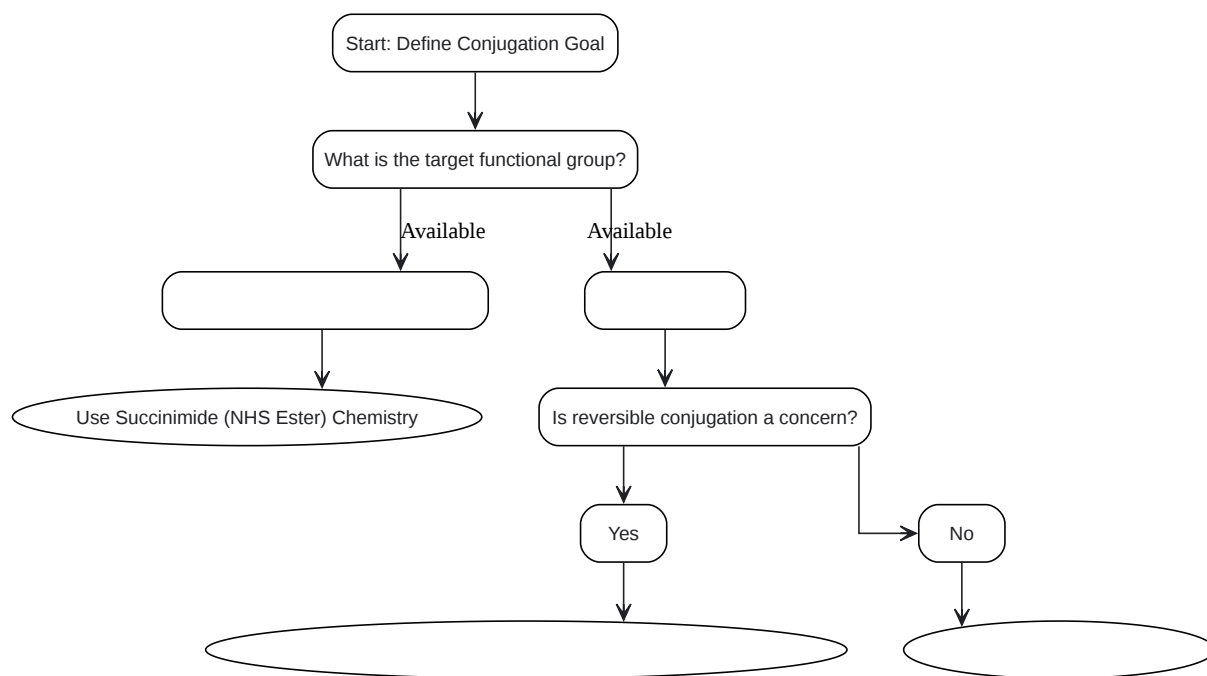 Start: Define Conjugation Goal
What is the target functional group?
Available
Available
Use Succinimide (NHS Ester) Chemistry
Is reversible conjugation a concern?
Yes
No